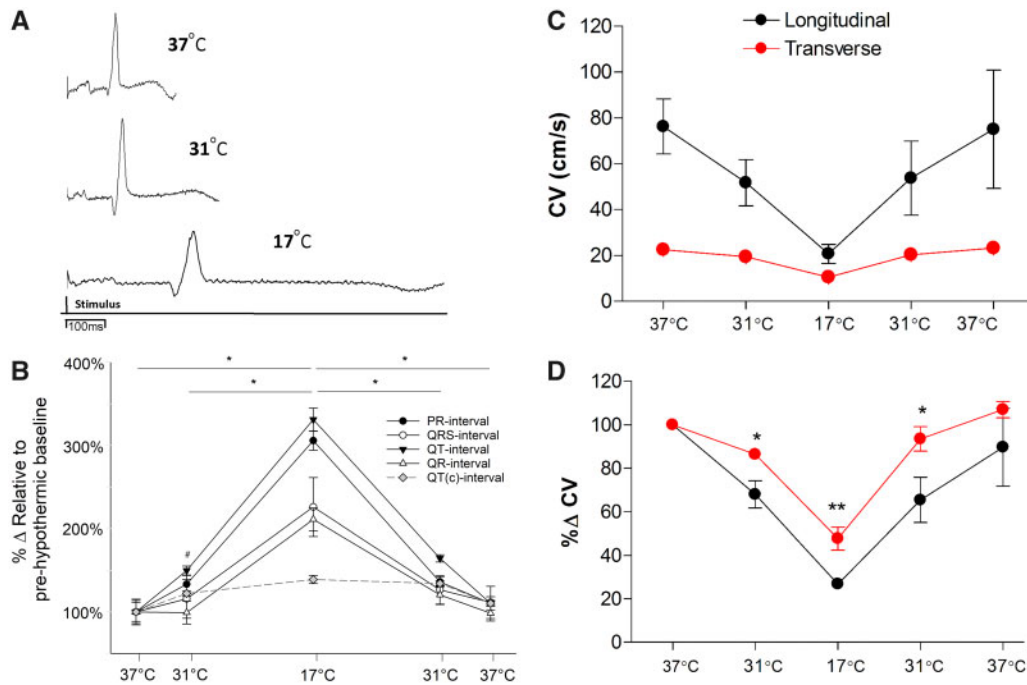 A
37°C
31°C
17°C
Stimulus
100ms
B
% Δ Relative to
pre-hypothermic baseline
400%
300%
200%
100%
* *
* *
#
PR-interval
QRS-interval
QT-interval
QR-interval
QT(c)-interval
37°C 31°C 17°C 31°C 37°C
C
Longitudinal
Transverse
CV (cm/s)
120
100
80
60
40
20
0
37°C 31°C 17°C 31°C 37°C
D
%Δ CV
120
100
80
60
40
20
0
* ** *
37°C 31°C 17°C 31°C 37°C